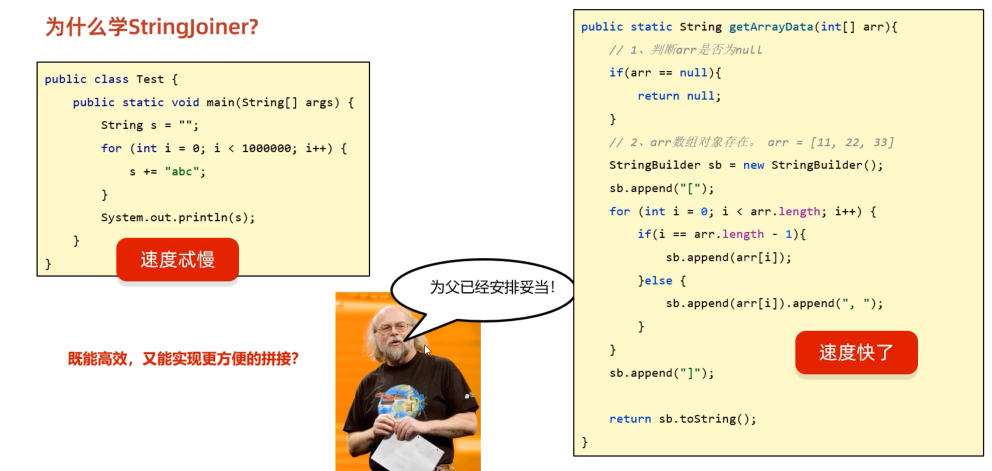 为什么学StringJoiner?
public class Test {
public static void main(String[] args) {
String s = "";
for (int i = 0; i < 1000000; i++) {
s += "abc";
}
System.out.println(s);
}
}
速度忒慢
既能高效，又能实现更方便的拼接？
为父已经安排妥当！
public static String getArrayData(int[] arr){
// 1、判断arr是否为null
if(arr == null){
return null;
}
// 2、arr数组对象存在。 arr = [11, 22, 33]
StringBuilder sb = new StringBuilder();
sb.append("[");
for (int i = 0; i < arr.length; i++) {
if(i == arr.length - 1){
sb.append(arr[i]);
}else {
sb.append(arr[i]).append(", ");
}
}
sb.append("]");
return sb.toString();
}
速度快了